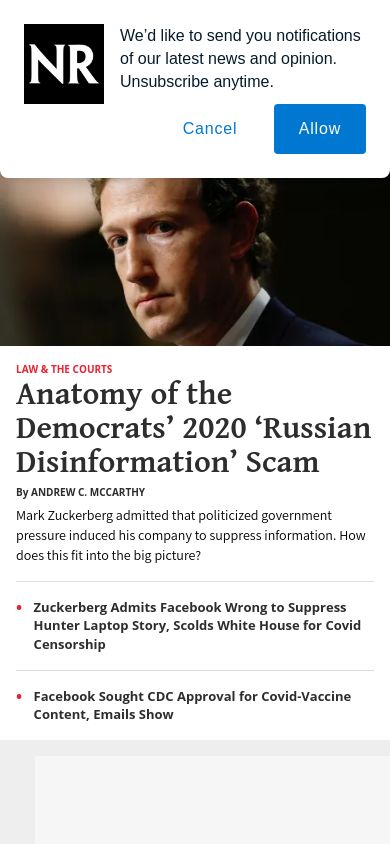 NR
We’d like to send you notifications
of our latest news and opinion.
Unsubscribe anytime.
Cancel
Allow
LAW & THE COURTS
Anatomy of the
Democrats’ 2020 ‘Russian
Disinformation’ Scam
By ANDREW C. MCCARTHY
Mark Zuckerberg admitted that politicized government
pressure induced his company to suppress information. How
does this fit into the big picture?
Zuckerberg Admits Facebook Wrong to Suppress
Hunter Laptop Story, Scolds White House for Covid
Censorship
Facebook Sought CDC Approval for Covid-Vaccine
Content, Emails Show